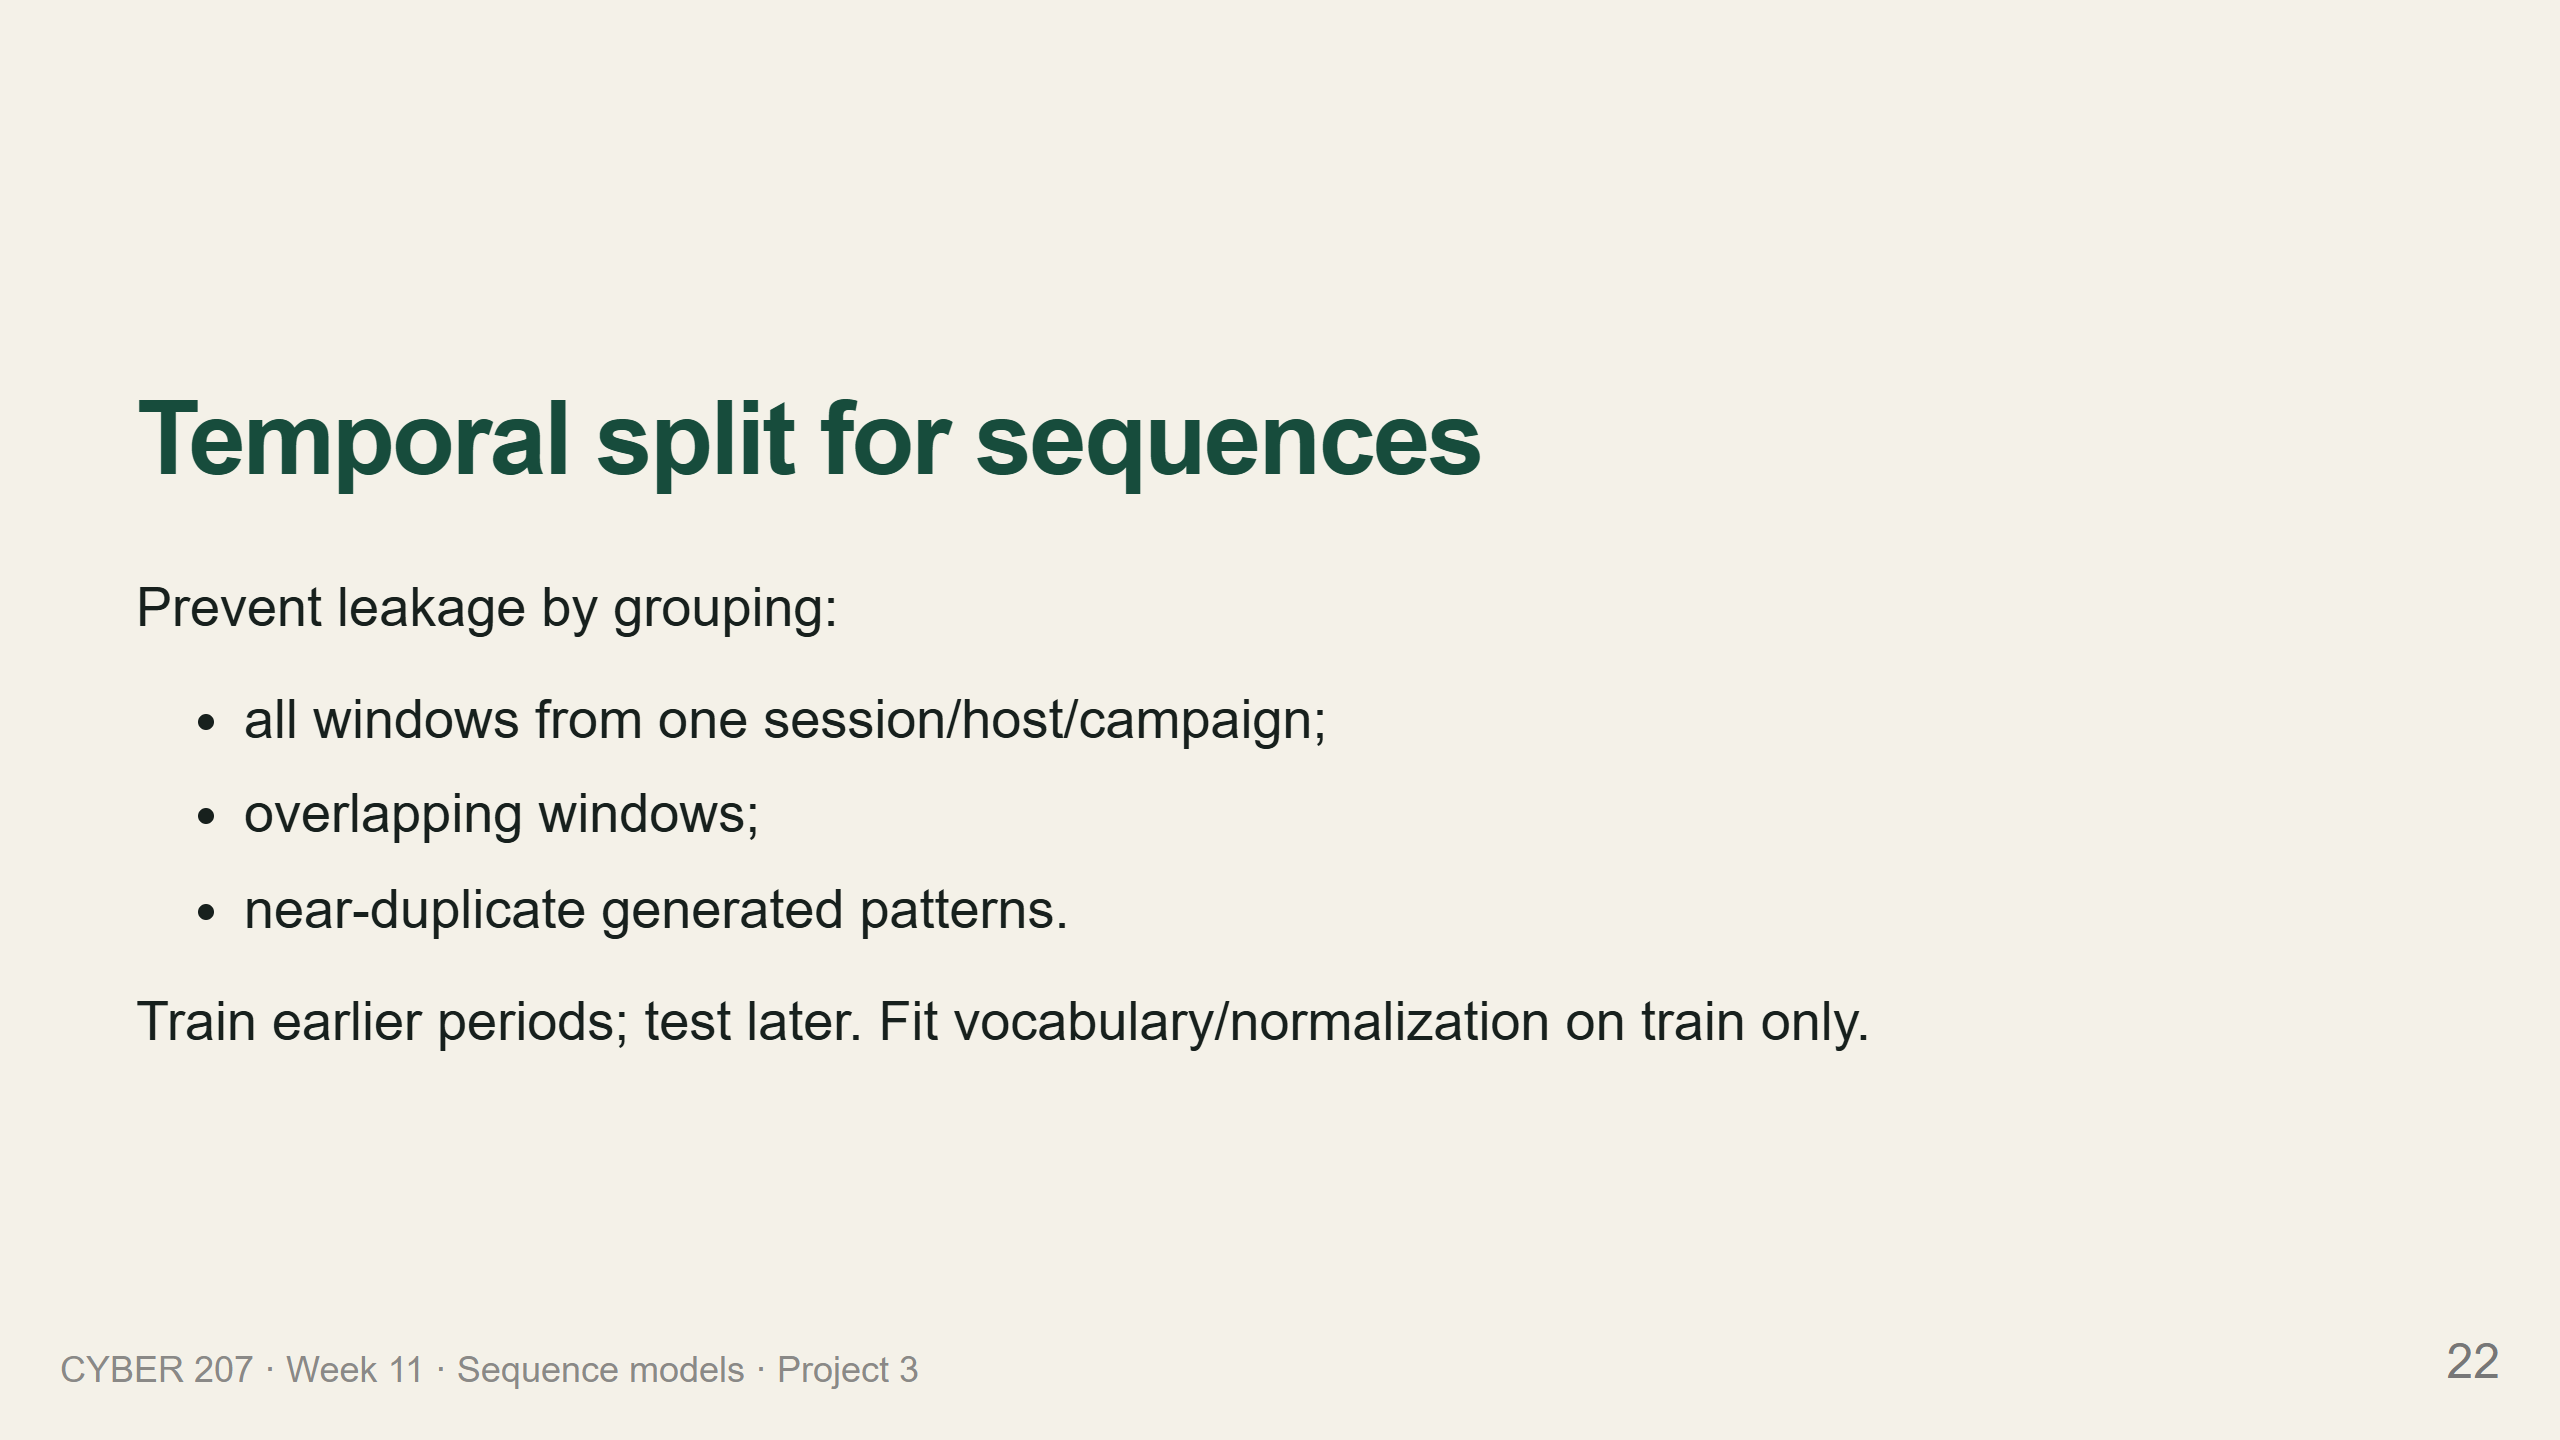 Temporal split for sequences
Prevent leakage by grouping:
• all windows from one session/host/campaign;
• overlapping windows;
• near-duplicate generated patterns.
Train earlier periods; test later. Fit vocabulary/normalization on train only.
CYBER 207 · Week 11 · Sequence models · Project 3
22